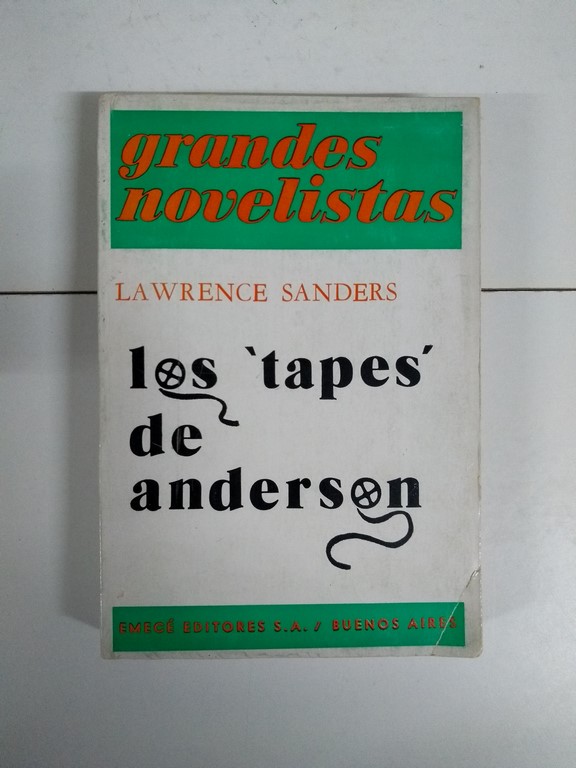 grandes
novelistas
LAWRENCE SANDERS
los `tapes´
de
anderson
EMECÉ EDITORES S.A. / BUENOS AIRES